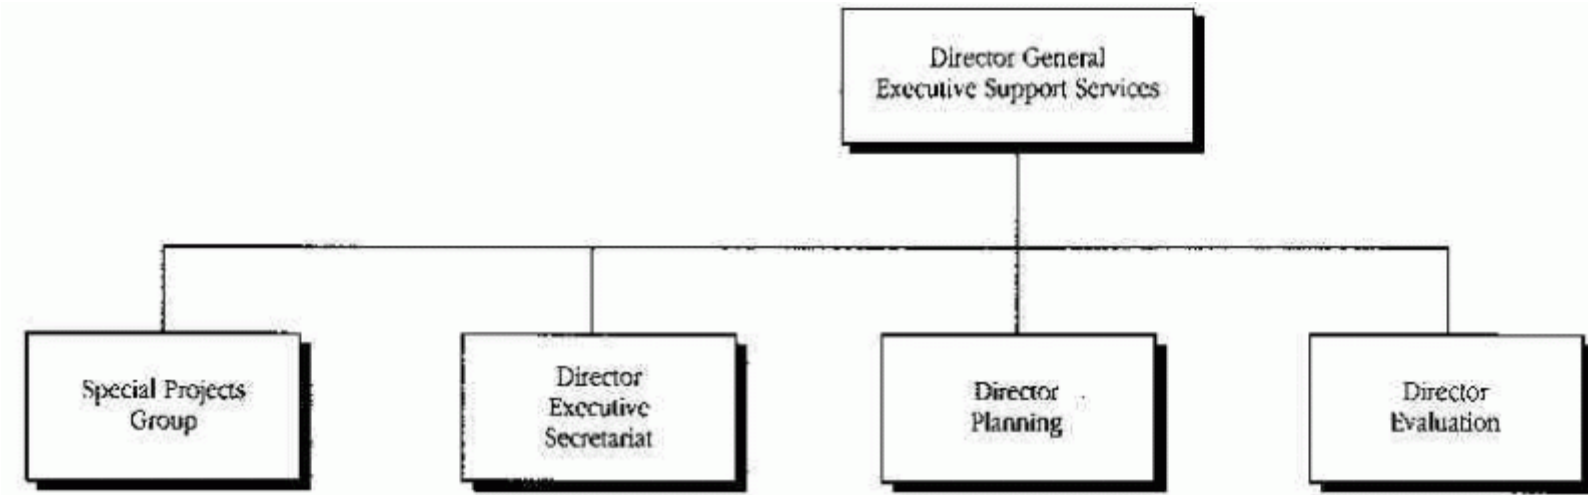 Director General
Executive Support Services
Special Projects
Group
Director
Executive
Secretariat
Director
Planning
Director
Evaluation